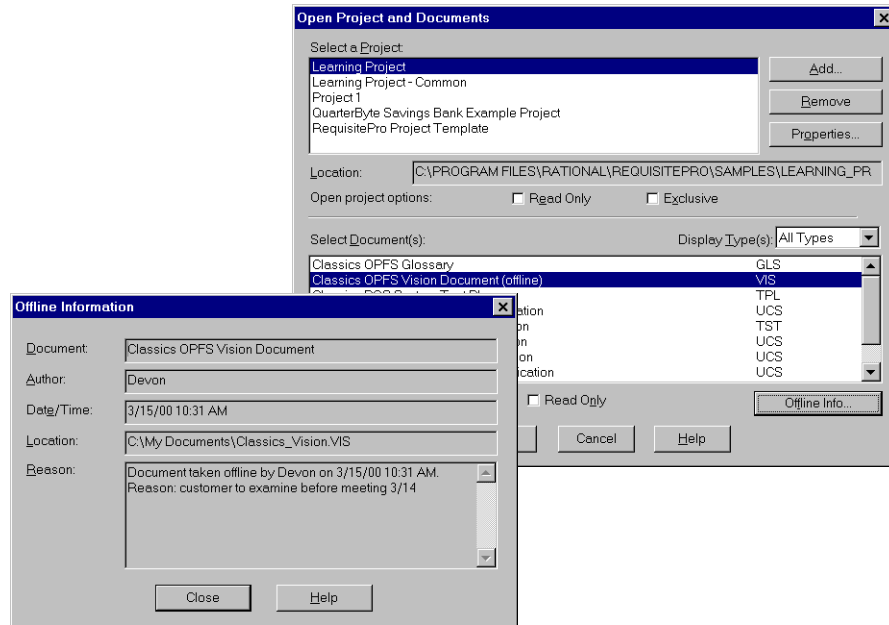 Open Project and Documents
Select a Project:
Learning Project
Learning Project - Common
Project 1
QuarterByte Savings Bank Example Project
RequisitePro Project Template
Add...
Remove
Properties...
Location: C:\PROGRAM FILES\RATIONAL\REQUISITEPRO\SAMPLES\LEARNING_PR
Open project options: Read Only Exclusive
Select Document(s): Display Type(s): All Types
Classics OPFS Glossary GLS
Classics OPFS Vision Document (offline) VIS
TPL
ation UCS
on TST
on UCS
on UCS
ication UCS
Read Only Offline Info...
Cancel Help
Offline Information
Document: Classics OPFS Vision Document
Author: Devon
Date/Time: 3/15/00 10:31 AM
Location: C:\My Documents\Classics_Vision.VIS
Reason: Document taken offline by Devon on 3/15/00 10:31 AM.
Reason: customer to examine before meeting 3/14
Close Help